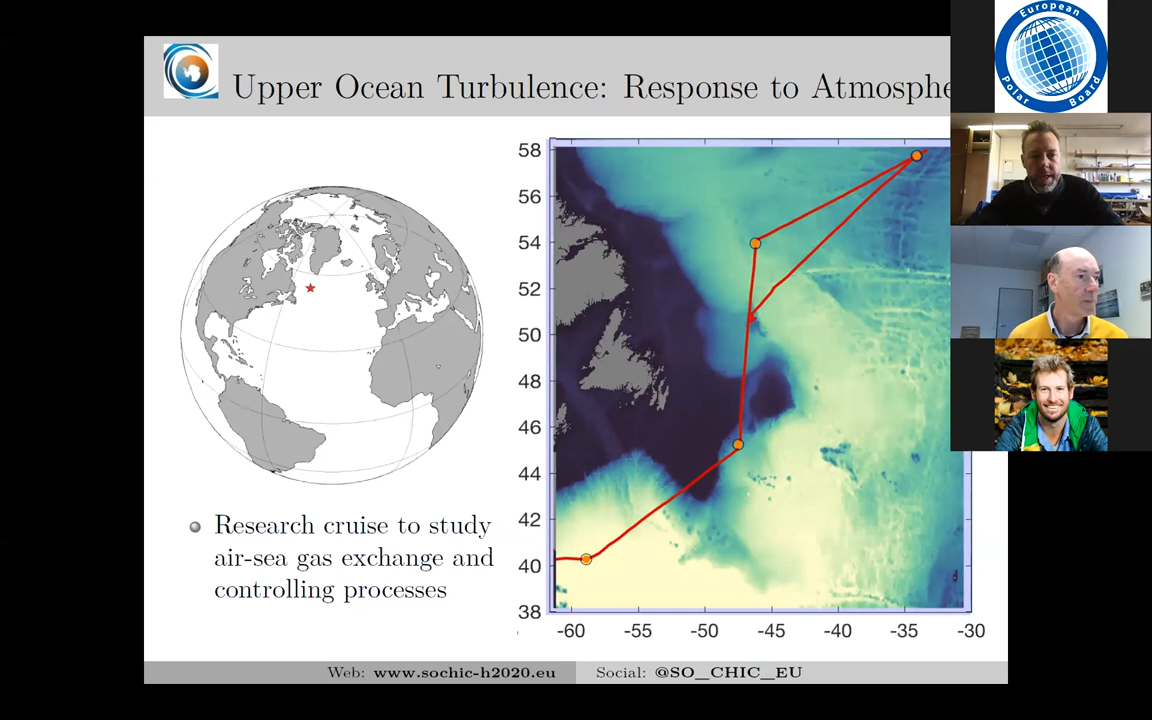 Upper Ocean Turbulence: Response to Atmosphe
European
Polar Board
58
56
54
52
50
48
46
44
42
40
38
-60
-55
-50
-45
-40
-35
-30
Research cruise to study
air-sea gas exchange and
controlling processes
Web: www.sochic-h2020.eu
Social: @SO_CHIC_EU